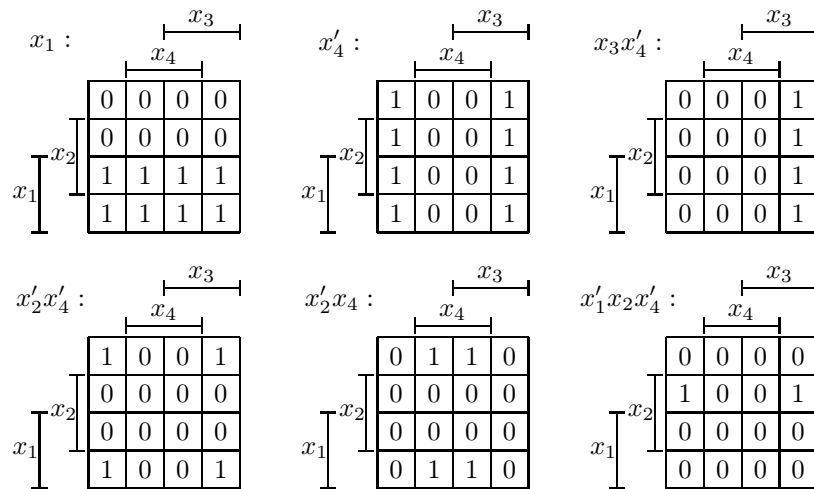 x₁ : x₃ x₄
0 0 0 0
0 0 0 0
1 1 1 1
1 1 1 1
x₂
x₁
x₄′ : x₃ x₄
1 0 0 1
1 0 0 1
1 0 0 1
1 0 0 1
x₂
x₁
x₃x₄′ : x₃ x₄
0 0 0 1
0 0 0 1
0 0 0 1
0 0 0 1
x₂
x₁
x₂′x₄′ : x₃ x₄
1 0 0 1
0 0 0 0
0 0 0 0
1 0 0 1
x₂
x₁
x₂′x₄ : x₃ x₄
0 1 1 0
0 0 0 0
0 0 0 0
0 1 1 0
x₂
x₁
x₁′x₂x₄′ : x₃ x₄
0 0 0 0
1 0 0 1
0 0 0 0
0 0 0 0
x₂
x₁